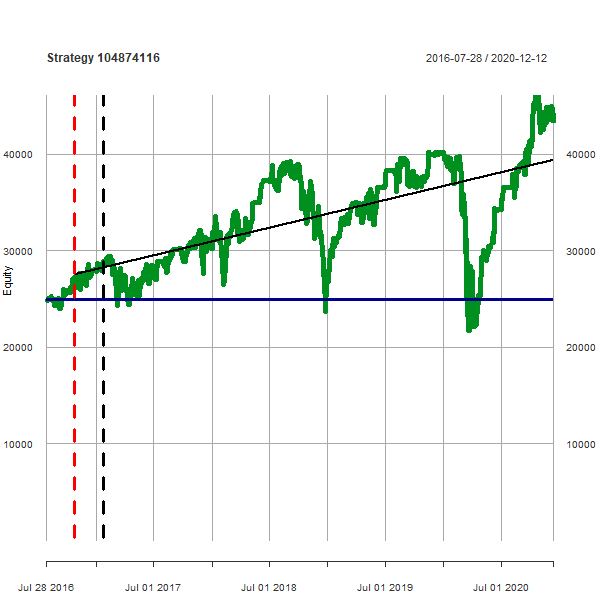 Strategy 104874116
2016-07-28 / 2020-12-12
40000
40000
30000
30000
Equity
20000
20000
10000
10000
Jul 28 2016
Jul 01 2017
Jul 01 2018
Jul 01 2019
Jul 01 2020